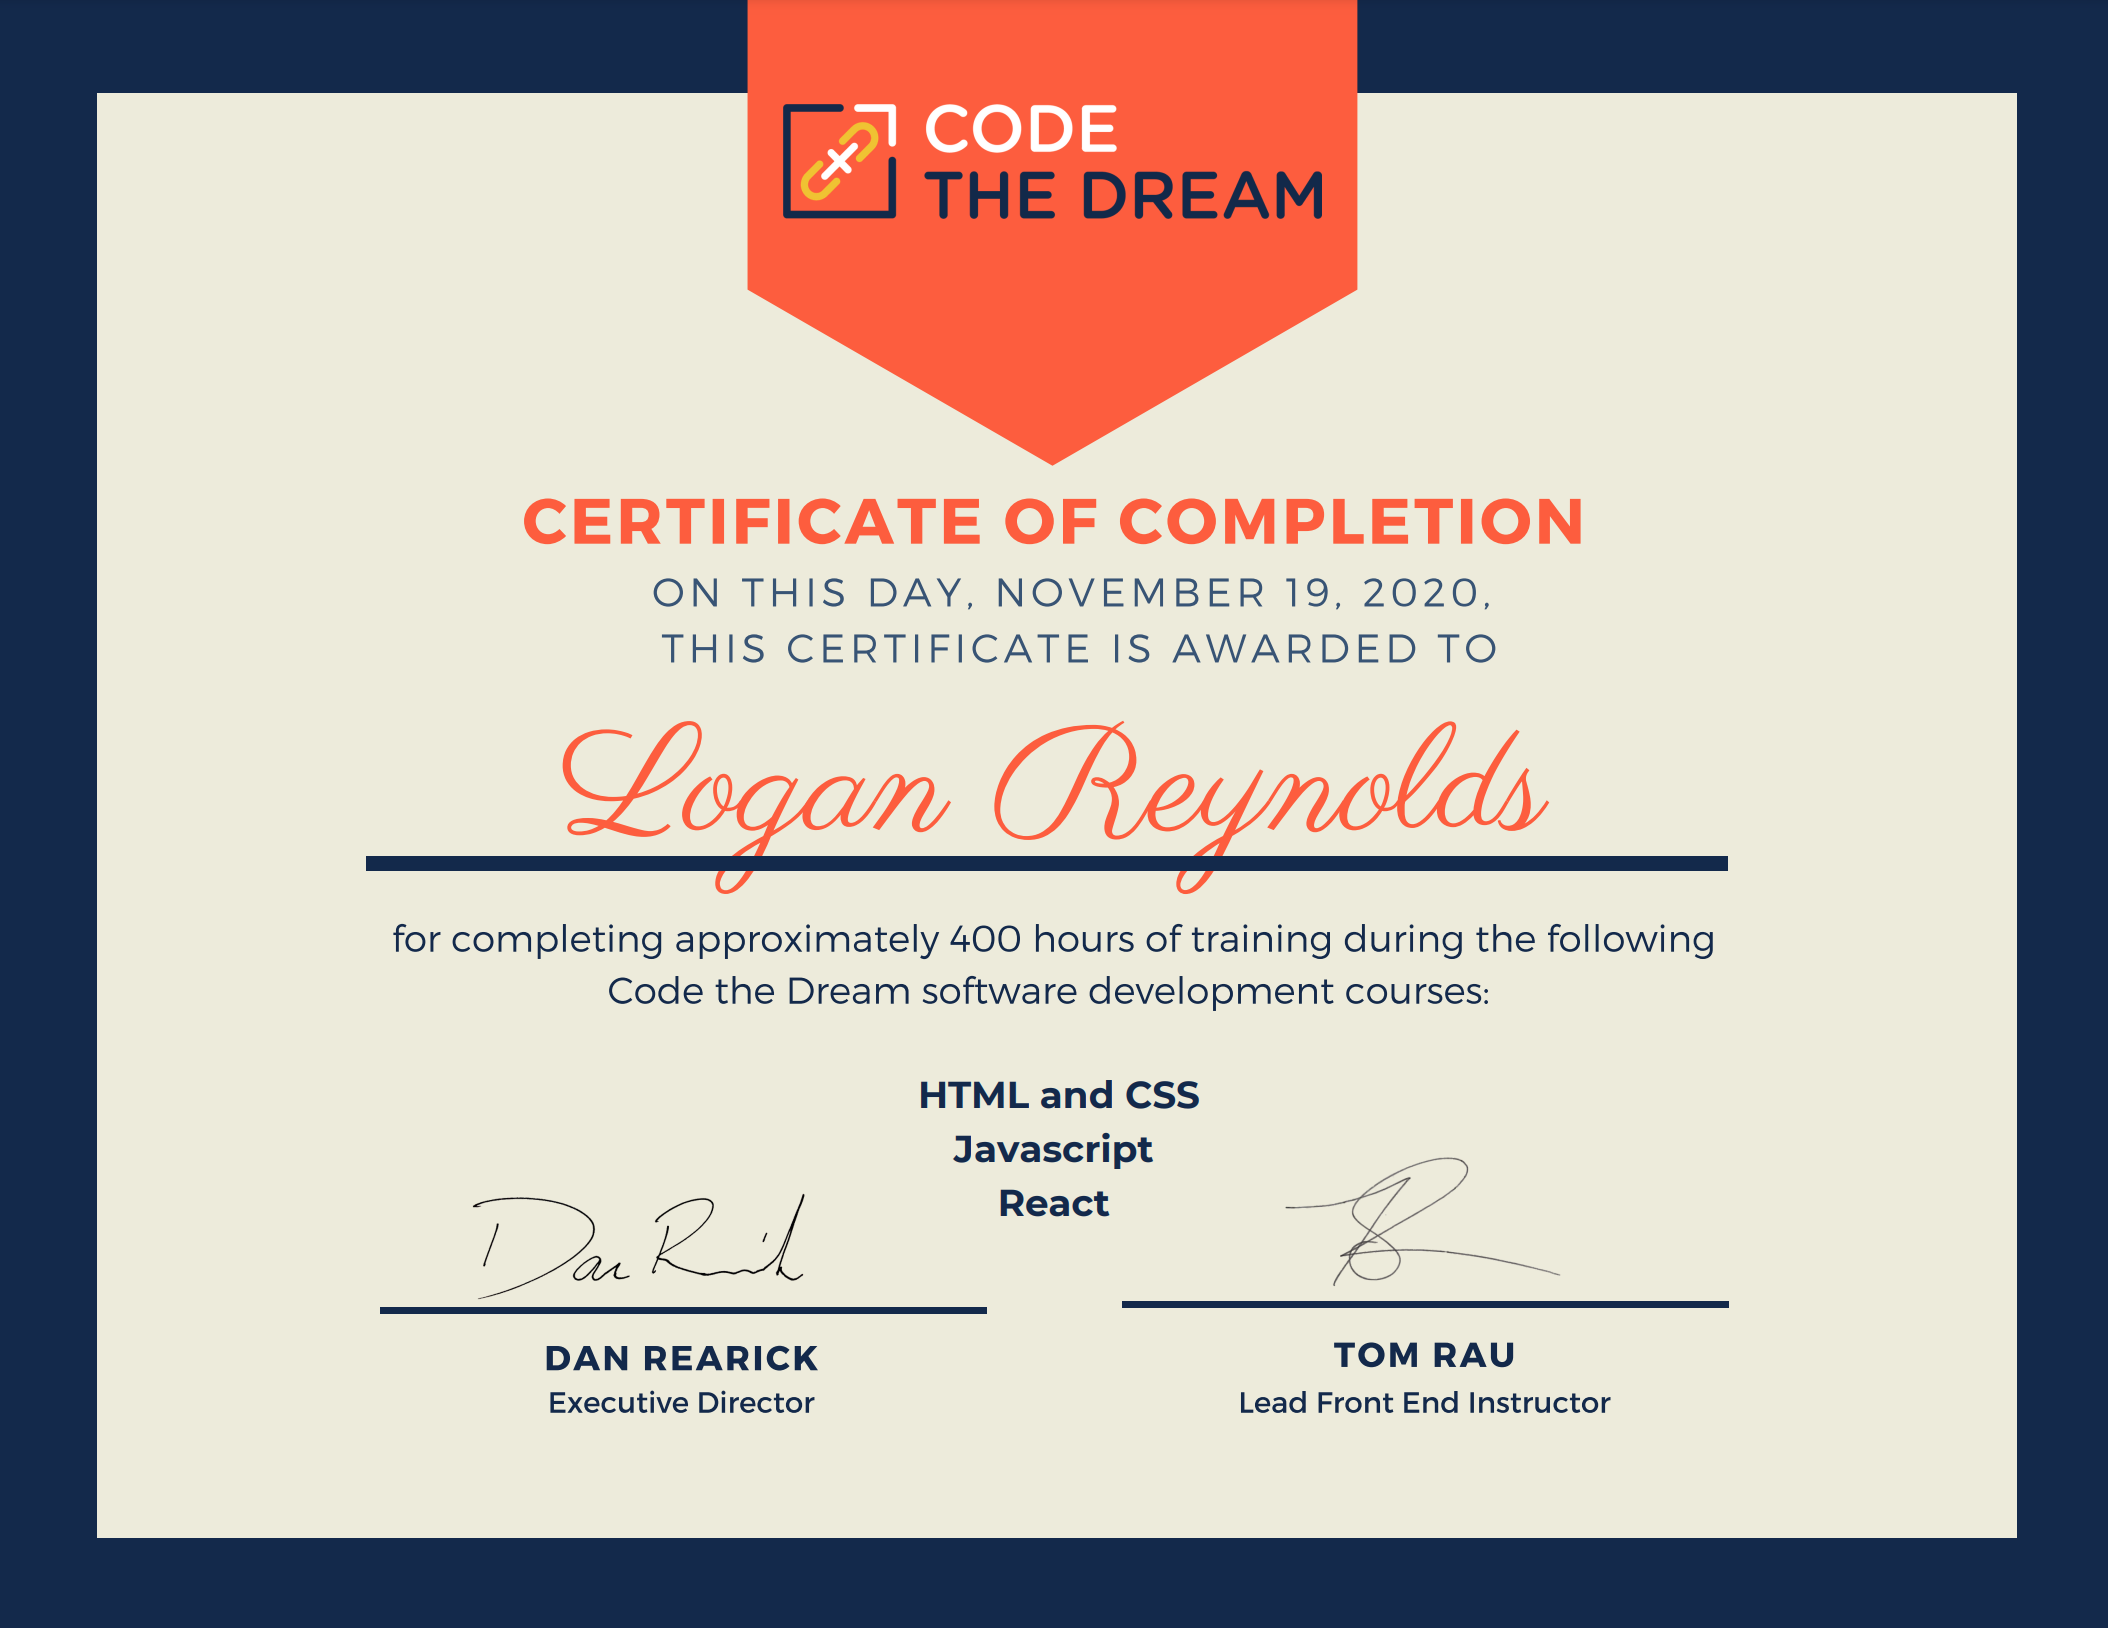 CODE
THE DREAM
CERTIFICATE OF COMPLETION
ON THIS DAY, NOVEMBER 19, 2020,
THIS CERTIFICATE IS AWARDED TO
Logan Reynolds
for completing approximately 400 hours of training during the following
Code the Dream software development courses:
HTML and CSS
Javascript
React
Dan Rearick
DAN REARICK
Executive Director
TOM RAU
Lead Front End Instructor